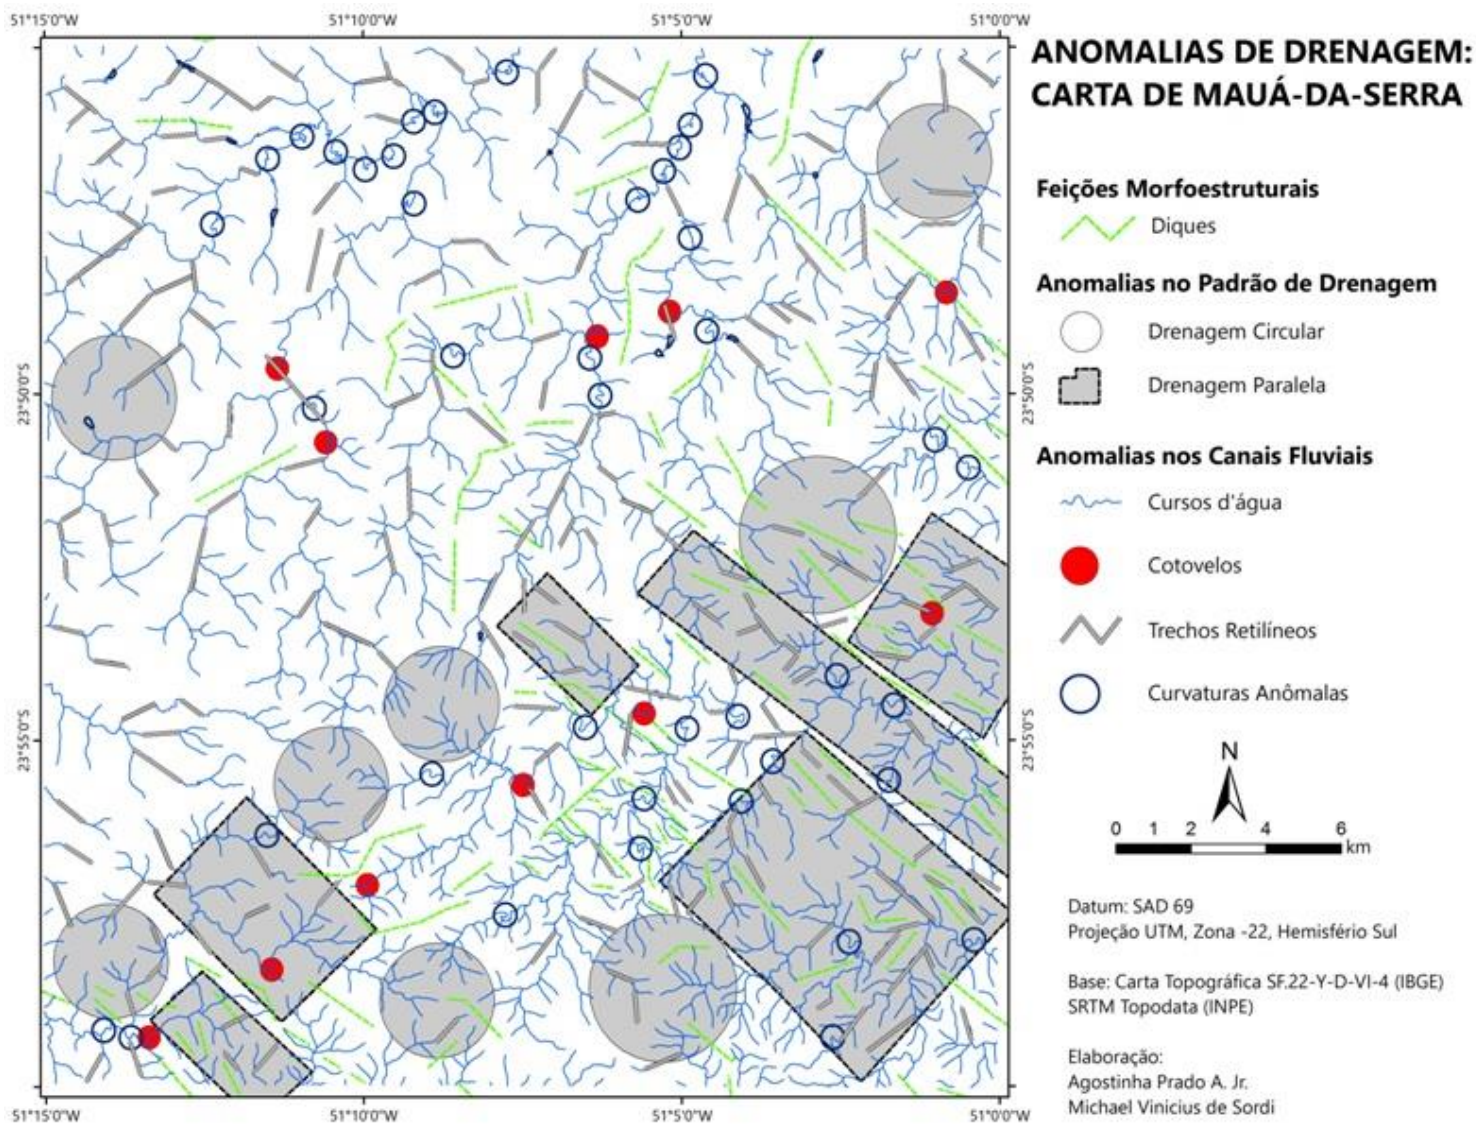 51°15'0"W
51°10'0"W
51°5'0"W
51°0'0"W
ANOMALIAS DE DRENAGEM:
CARTA DE MAUÁ-DA-SERRA
Feições Morfoestruturais
Diques
Anomalias no Padrão de Drenagem
Drenagem Circular
Drenagem Paralela
Anomalias nos Canais Fluviais
Cursos d'água
Cotovelos
Trechos Retilíneos
Curvaturas Anômalas
23°50'0"S
23°50'0"S
23°55'0"S
23°55'0"S
N
0 1 2 4 6
km
Datum: SAD 69
Projeção UTM, Zona -22, Hemisfério Sul
Base: Carta Topográfica SF.22-Y-D-VI-4 (IBGE)
SRTM Topodata (INPE)
Elaboração:
Agostinha Prado A. Jr.
Michael Vinicius de Sordi
51°15'0"W
51°10'0"W
51°5'0"W
51°0'0"W